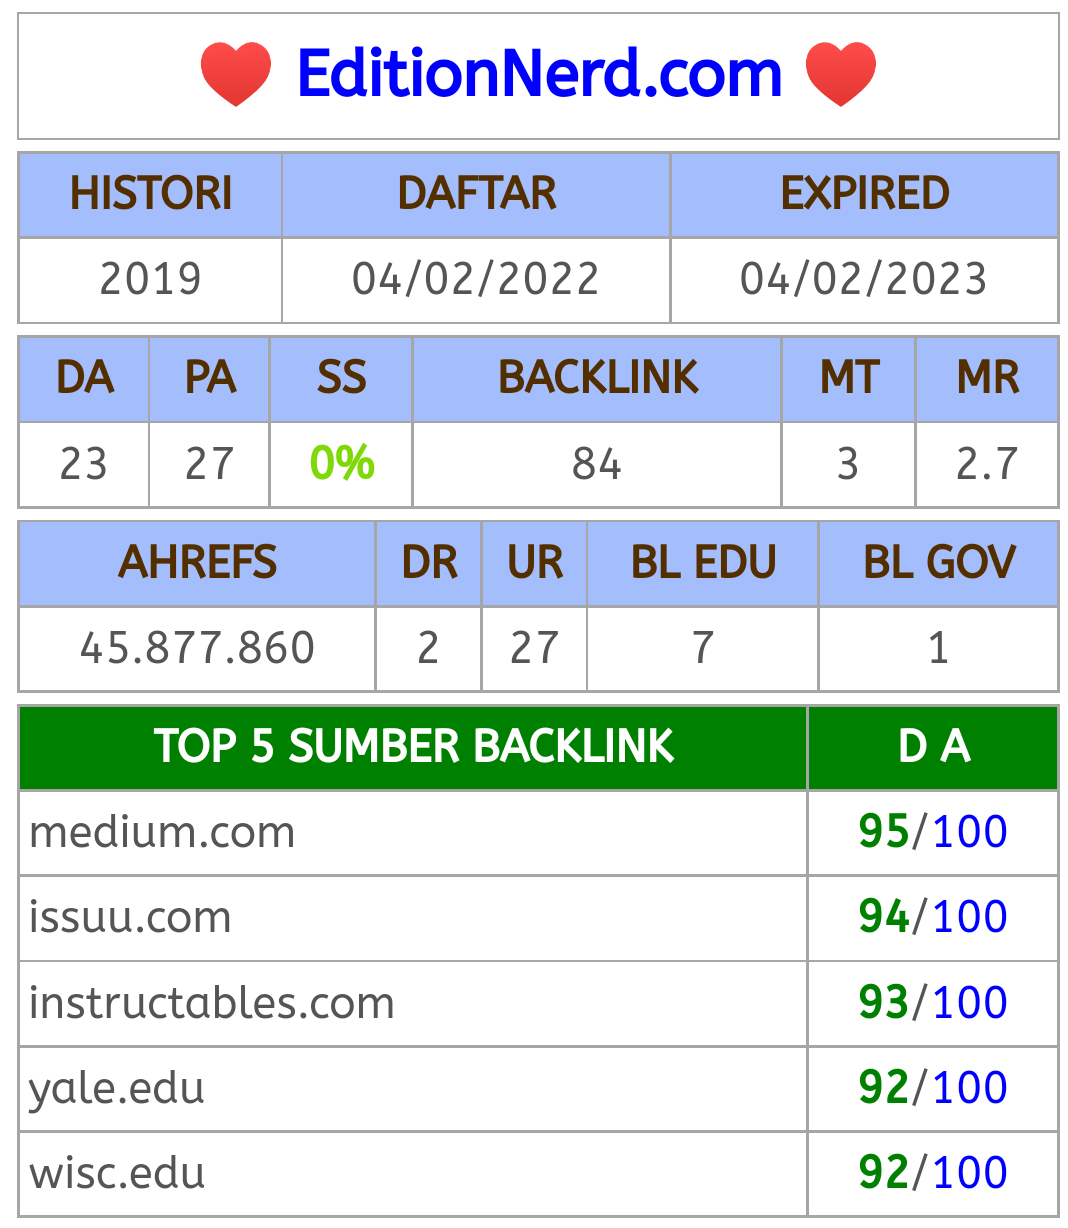 EditionNerd.com
HISTORI DAFTAR EXPIRED
2019 04/02/2022 04/02/2023
DA PA SS BACKLINK MT MR
23 27 0% 84 3 2.7
AHREFS DR UR BL EDU BL GOV
45.877.860 2 27 7 1
TOP 5 SUMBER BACKLINK D A
medium.com 95/100
issuu.com 94/100
instructables.com 93/100
yale.edu 92/100
wisc.edu 92/100